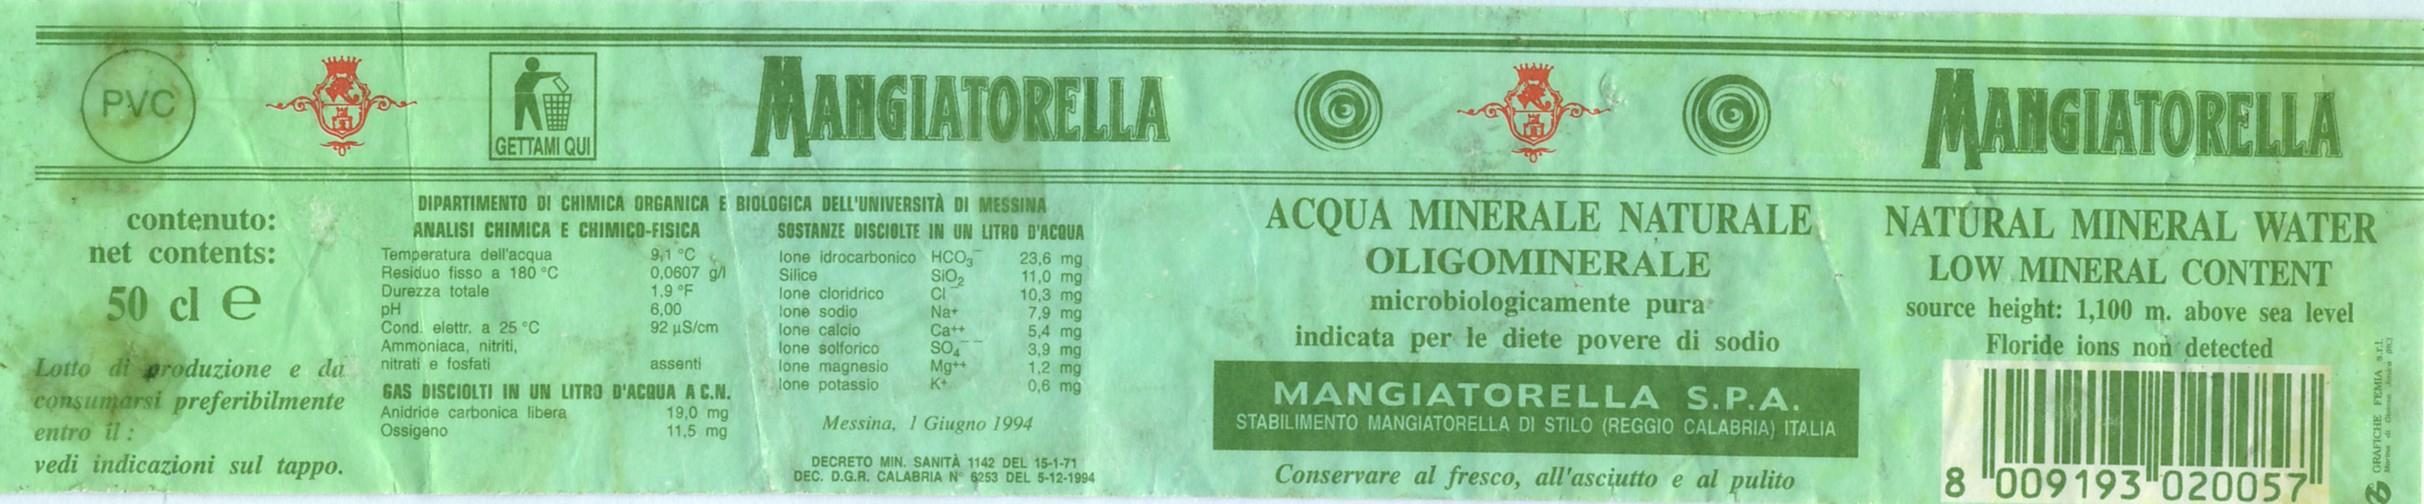 PVC
GETTAMI QUI
MANGIATORELLA
MANGIATORELLA
contenuto:
net contents:
50 cl e
Lotto di produzione e da
consumarsi preferibilmente
entro il :
vedi indicazioni sul tappo.
DIPARTIMENTO DI CHIMICA ORGANICA E BIOLOGICA DELL'UNIVERSITÀ DI MESSINA
ANALISI CHIMICA E CHIMICO-FISICA
Temperatura dell'acqua 9,1 °C
Residuo fisso a 180 °C 0,0607 g/l
Durezza totale 1,9 °F
pH 6,00
Cond. elettr. a 25 °C 92 µS/cm
Ammoniaca, nitriti,
nitrati e fosfati assenti
GAS DISCIOLTI IN UN LITRO D'ACQUA A C.N.
Anidride carbonica libera 19,0 mg
Ossigeno 11,5 mg
SOSTANZE DISCIOLTE IN UN LITRO D'ACQUA
Ione idrocarbonico HCO3- 23,6 mg
Silice SiO2 11,0 mg
Ione cloridrico Cl- 10,3 mg
Ione sodio Na+ 7,9 mg
Ione calcio Ca++ 5,4 mg
Ione solforico SO4-- 3,9 mg
Ione magnesio Mg++ 1,2 mg
Ione potassio K+ 0,6 mg
Messina, 1 Giugno 1994
DECRETO MIN. SANITÀ 1142 DEL 15-1-71
DEC. D.G.R. CALABRIA N° 6253 DEL 5-12-1994
ACQUA MINERALE NATURALE
OLIGOMINERALE
microbiologicamente pura
indicata per le diete povere di sodio
MANGIATORELLA S.P.A.
STABILIMENTO MANGIATORELLA DI STILO (REGGIO CALABRIA) ITALIA
Conservare al fresco, all'asciutto e al pulito
NATURAL MINERAL WATER
LOW MINERAL CONTENT
source height: 1,100 m. above sea level
Floride ions non detected
8 009193 020057
GRAFICHE FEMIA s.r.l.